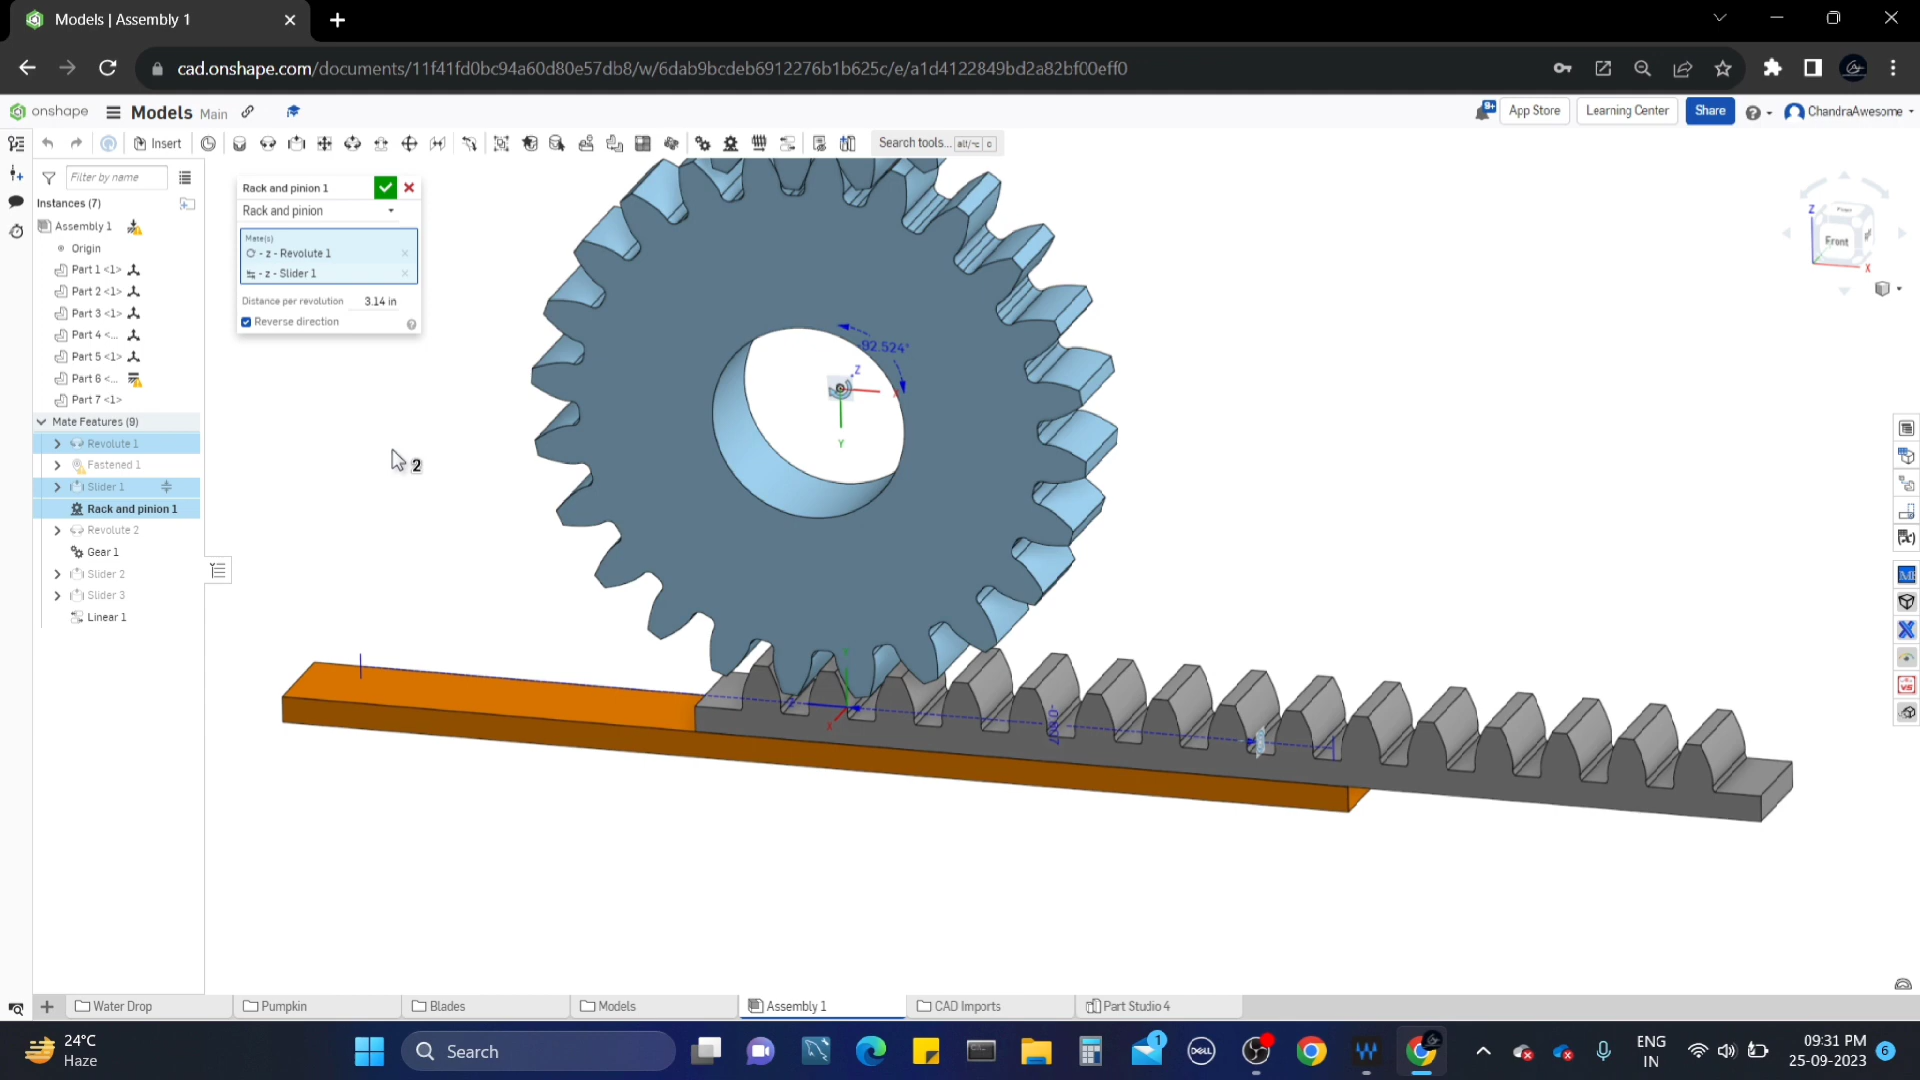 Models | Assembly 1
cad.onshape.com/documents/11f41fd0bc94a60d80e57db8/w/6dab9bcdeb6912276b1b625c/e/a1d4122849bd2a82bf00eff0
onshape
Models Main
9+
App Store
Learning Center
Share
ChandraAwesome
Insert
Search tools... alt/⌥ c
Filter by name
Instances (7)
Assembly 1
Origin
Part 1 <1>
Part 2 <1>
Part 3 <1>
Part 4 <...
Part 5 <1>
Part 6 <...
Part 7 <1>
Mate Features (9)
Revolute 1
Fastened 1
Slider 1
Rack and pinion 1
Revolute 2
Gear 1
Slider 2
Slider 3
Linear 1
Rack and pinion 1
Rack and pinion
Mate(s)
- z - Revolute 1
- z - Slider 1
Distance per revolution 3.14 in
Reverse direction
2
-92.524°
Z
X
Y
Z
Front
X
Water Drop
Pumpkin
Blades
Models
Assembly 1
CAD Imports
Part Studio 4
24°C
Haze
Search
1
DELL
ENG
IN
09:31 PM
25-09-2023
6